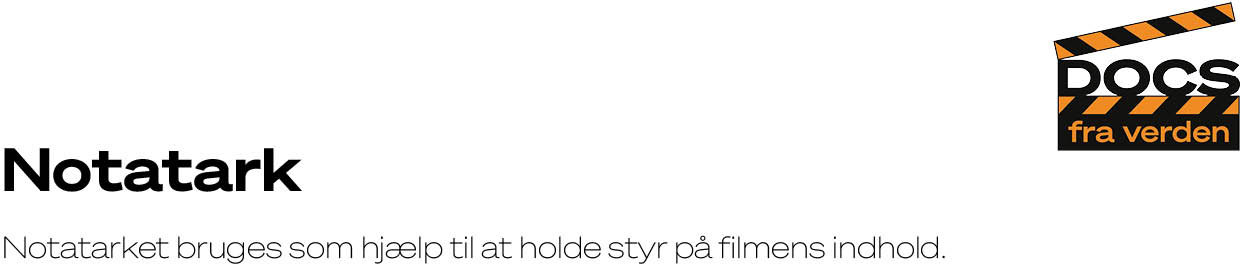 DOCS
fra verden
Notatark
Notatarket bruges som hjælp til at holde styr på filmens indhold.